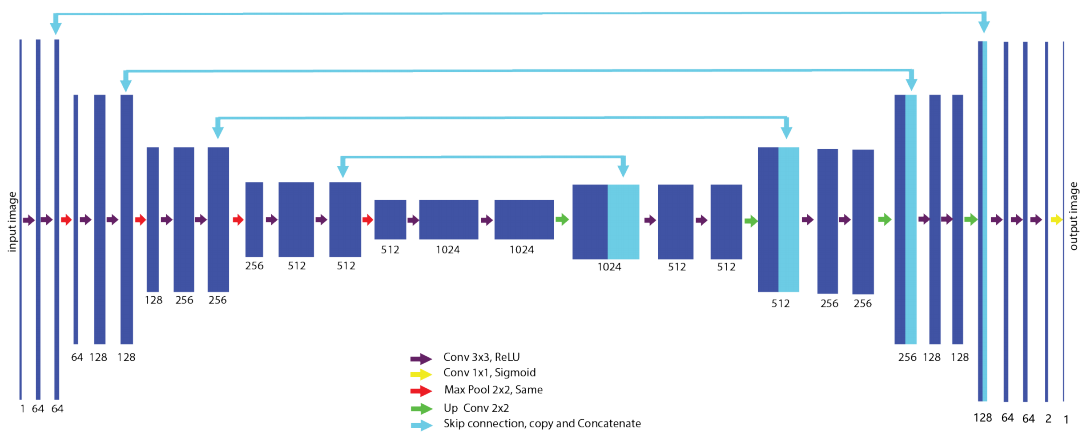 input image
1 64 64
64 128 128
128 256 256
256 512 512
512 1024 1024
1024 512 512
512 256 256
256 128 128
128 64 64 2 1
output image
Conv 3x3, ReLU
Conv 1x1, Sigmoid
Max Pool 2x2, Same
Up Conv 2x2
Skip connection, copy and Concatenate